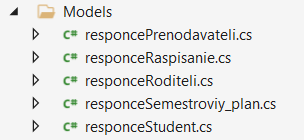 Models
C# responcePrenodavateli.cs
C# responceRaspisanie.cs
C# responceRoditeli.cs
C# responceSemestroviy_plan.cs
C# responceStudent.cs